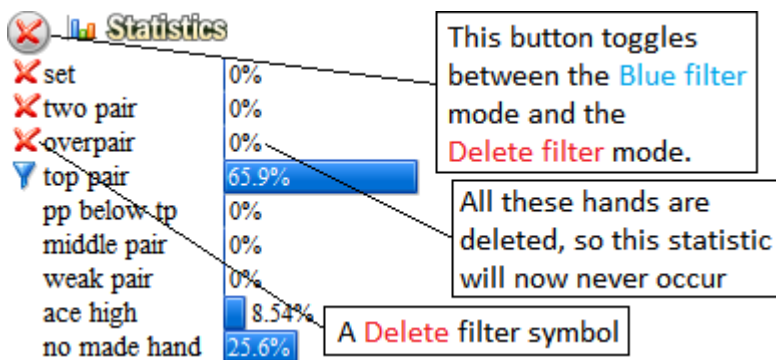 Statistics
set 0%
two pair 0%
overpair 0%
top pair 65.9%
pp below tp 0%
middle pair 0%
weak pair 0%
ace high 8.54%
no made hand 25.6%
This button toggles
between the Blue filter
mode and the
Delete filter mode.
All these hands are
deleted, so this statistic
will now never occur
A Delete filter symbol